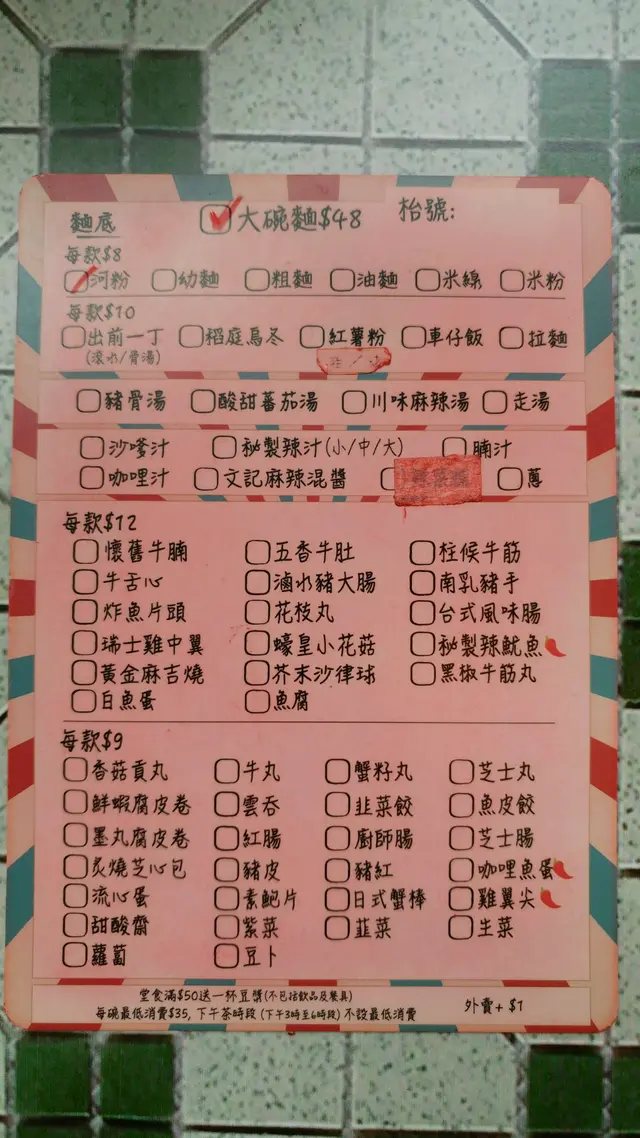 麵底 大碗麵$48 枱號:
每款$8
河粉 幼麵 粗麵 油麵 米線 米粉
每款$10
出前一丁 稻庭烏冬 紅薯粉 車仔飯 拉麵
(滾水/骨湯)
豬骨湯 酸甜蕃茄湯 川味麻辣湯 走湯
沙嗲汁 祕製辣汁(小/中/大) 腩汁
咖哩汁 文記麻辣混醬 蔥
每款$12
懷舊牛腩 五香牛肚 柱候牛筋
牛舌心 滷水豬大腸 南乳豬手
炸魚片頭 花枝丸 台式風味腸
瑞士雞中翼 蠔皇小花菇 祕製辣魷魚
黃金麻吉燒 芥末沙律球 黑椒牛筋丸
白魚蛋 魚腐
每款$9
香菇貢丸 牛丸 蟹籽丸 芝士丸
鮮蝦腐皮卷 雲吞 韭菜餃 魚皮餃
墨丸腐皮卷 紅腸 廚師腸 芝士腸
炙燒芝心包 豬皮 豬紅 咖哩魚蛋
流心蛋 素鮑片 日式蟹棒 雞翼尖
甜酸齋 紫菜 韮菜 生菜
蘿蔔 豆卜
堂食滿$50送一杯豆漿(不包括飲品及餐具)
每碗最低消費$35, 下午茶時段 (下午3時至6時段) 不設最低消費 外賣+$1